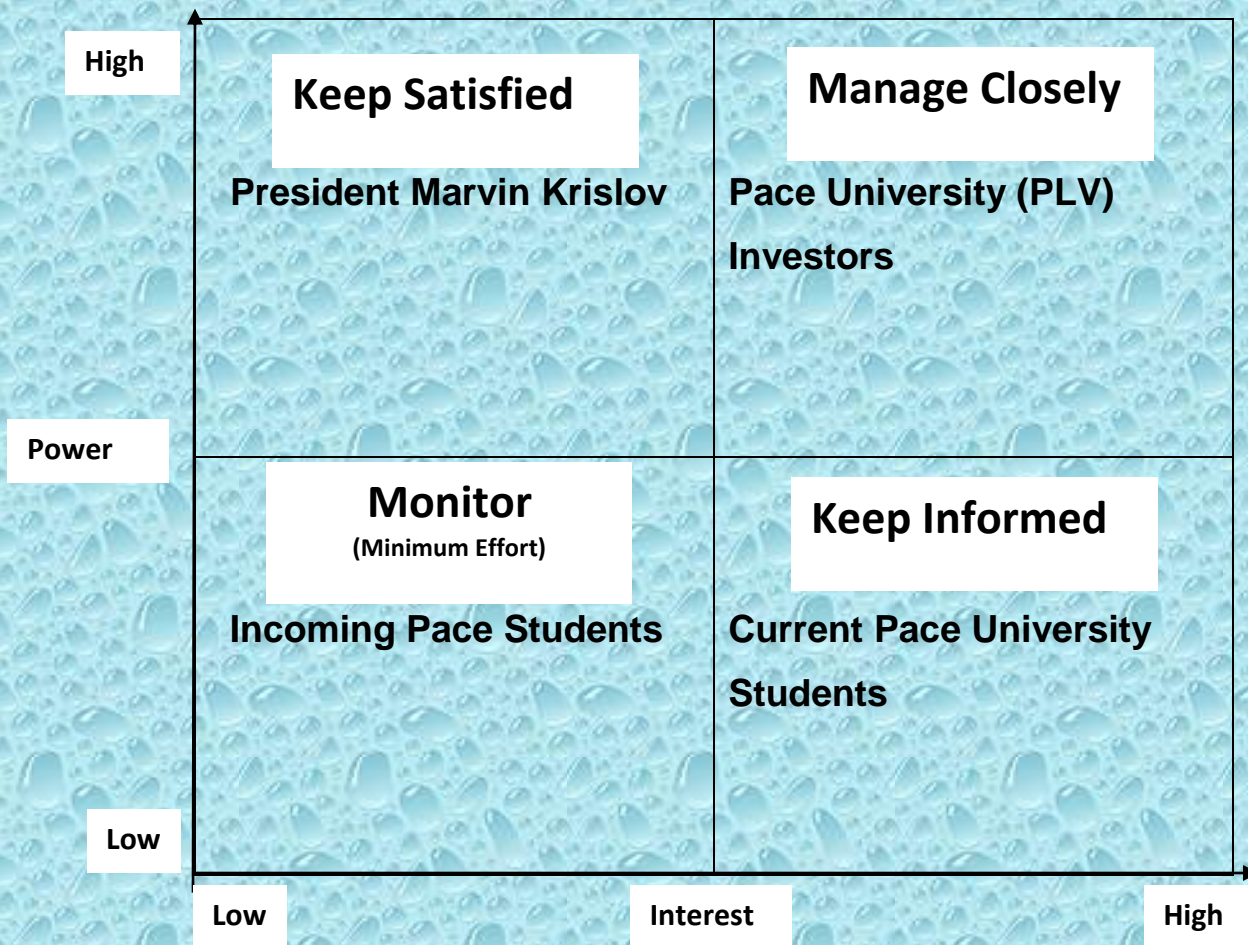 High
Keep Satisfied
Manage Closely
President Marvin Krislov
Pace University (PLV)
Investors
Power
Monitor
(Minimum Effort)
Keep Informed
Incoming Pace Students
Current Pace University
Students
Low
Low
Interest
High